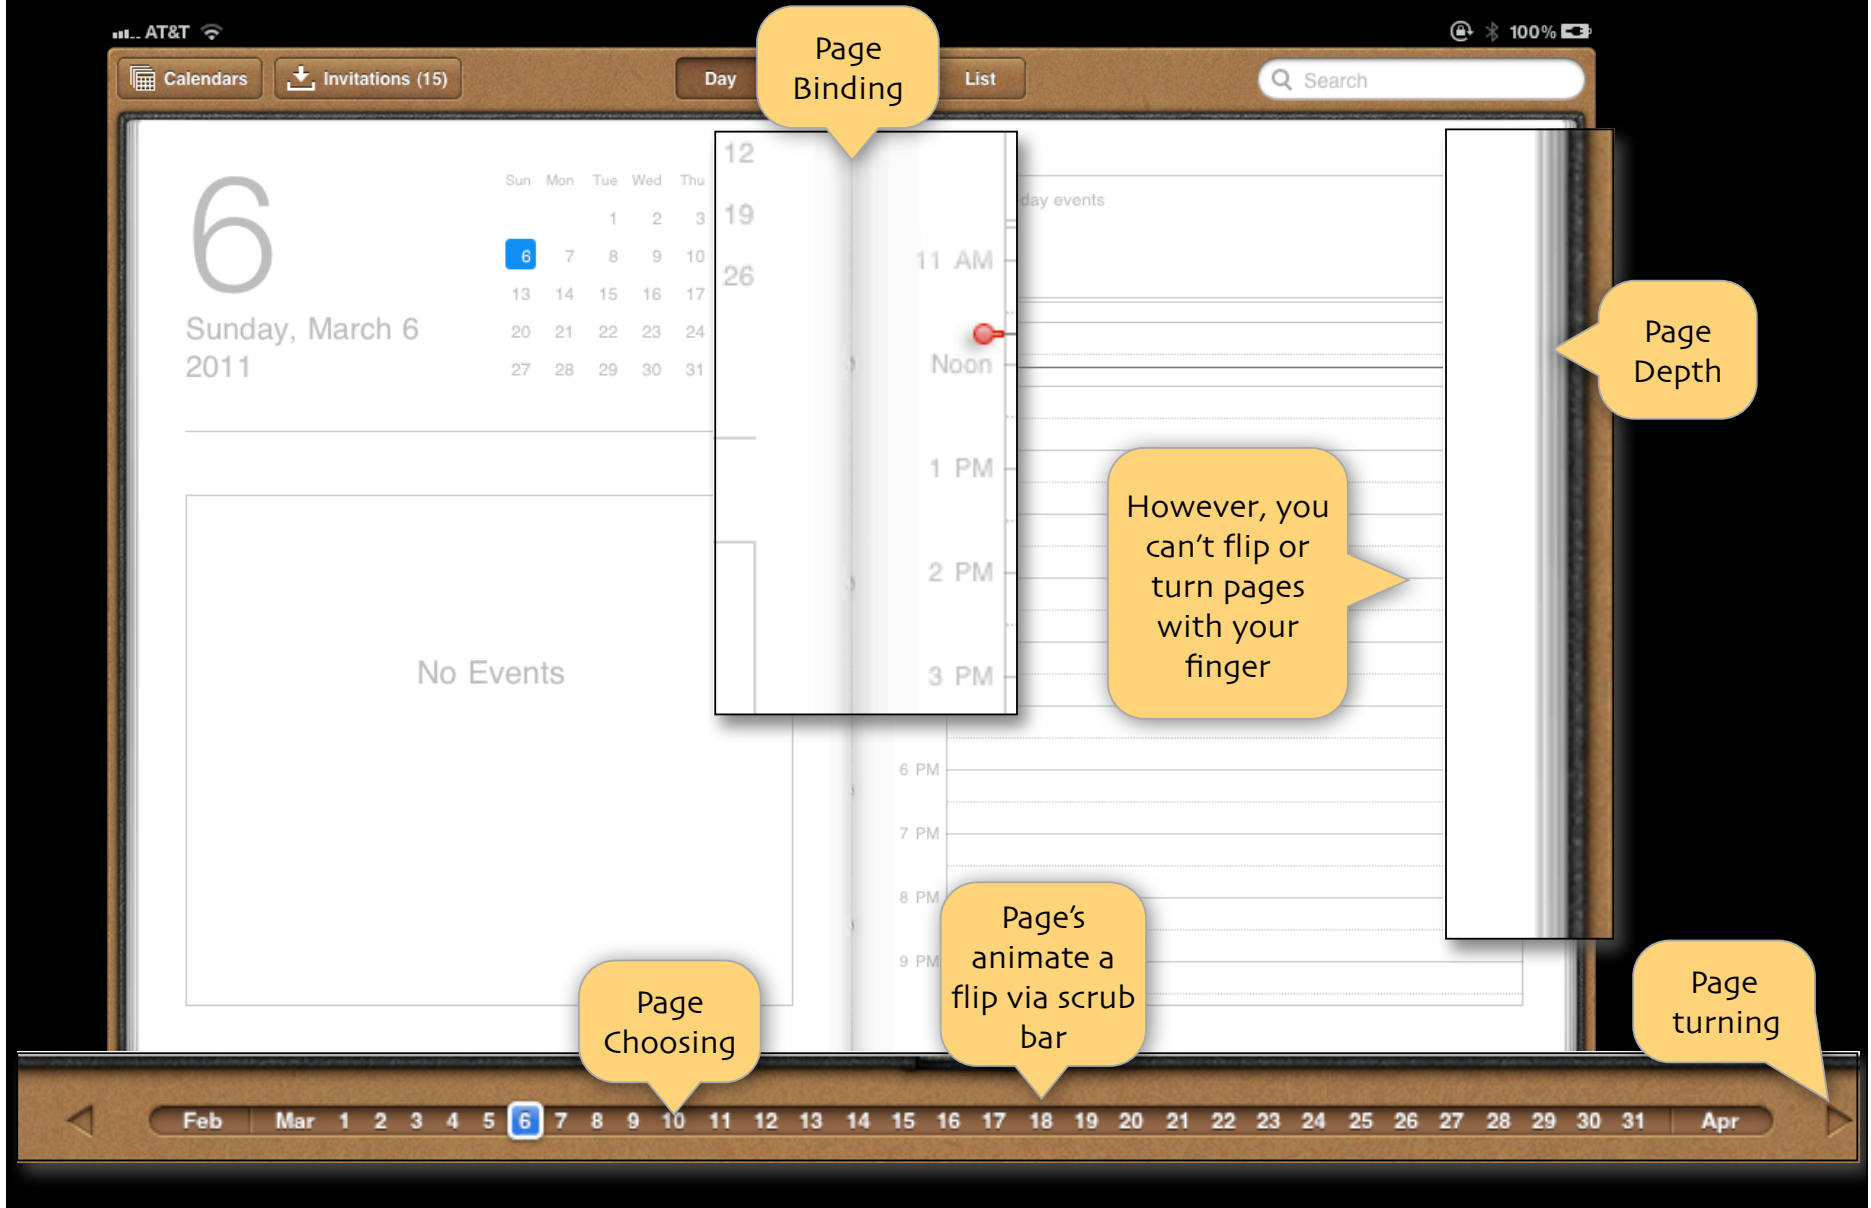 AT&T
100%
Calendars
Invitations (15)
Day
List
Search
Page
Binding
6
Sunday, March 6
2011
Sun Mon Tue Wed Thu
1 2 3
6 7 8 9 10
13 14 15 16 17
20 21 22 23 24
27 28 29 30 31
No Events
12
19
26
11 AM
Noon
1 PM
2 PM
3 PM
day events
Page
Depth
However, you
can't flip or
turn pages
with your
finger
6 PM
7 PM
8 PM
9 PM
Page
Choosing
Page's
animate a
flip via scrub
bar
Page
turning
Feb Mar 1 2 3 4 5 6 7 8 9 10 11 12 13 14 15 16 17 18 19 20 21 22 23 24 25 26 27 28 29 30 31 Apr